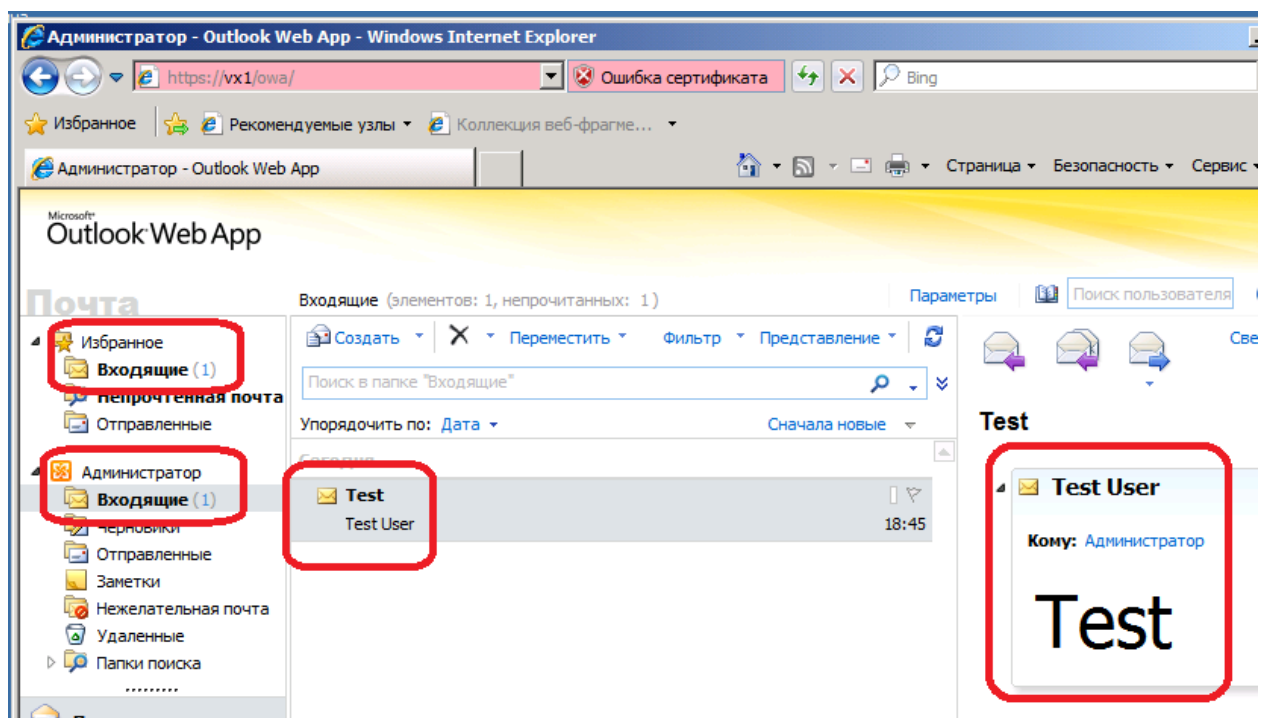 Администратор - Outlook Web App - Windows Internet Explorer
https://vx1/owa/ Ошибка сертификата Bing
Избранное Рекомендуемые узлы Коллекция веб-фрагме...
Администратор - Outlook Web App Страница Безопасность Сервис
Microsoft®
Outlook Web App
Почта Входящие (элементов: 1, непрочитанных: 1) Параметры Поиск пользователя
Избранное Создать Переместить Фильтр Представление Све
Входящие (1) Поиск в папке "Входящие"
Непрочтенная почта
Отправленные Упорядочить по: Дата Сначала новые Test
Сегодня
Администратор
Входящие (1) Test Test User
Черновики Test User 18:45
Отправленные Кому: Администратор
Заметки
Нежелательная почта Test
Удаленные
Папки поиска